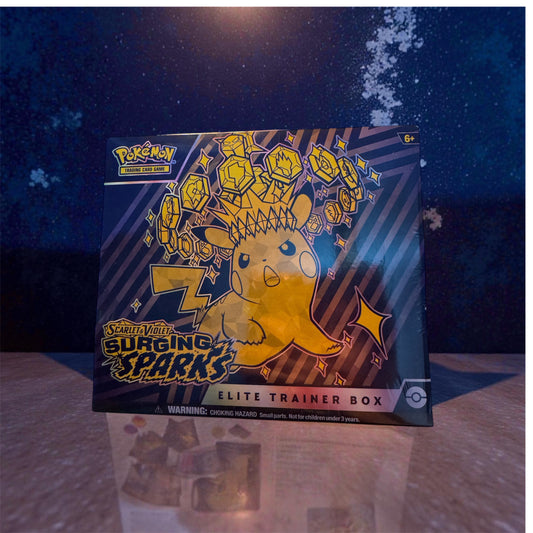 6+
Pokémon
TRADING CARD GAME
SCARLET & VIOLET
SURGING
SPARKS
ELITE TRAINER BOX
WARNING: CHOKING HAZARD Small parts. Not for children under 3 years.